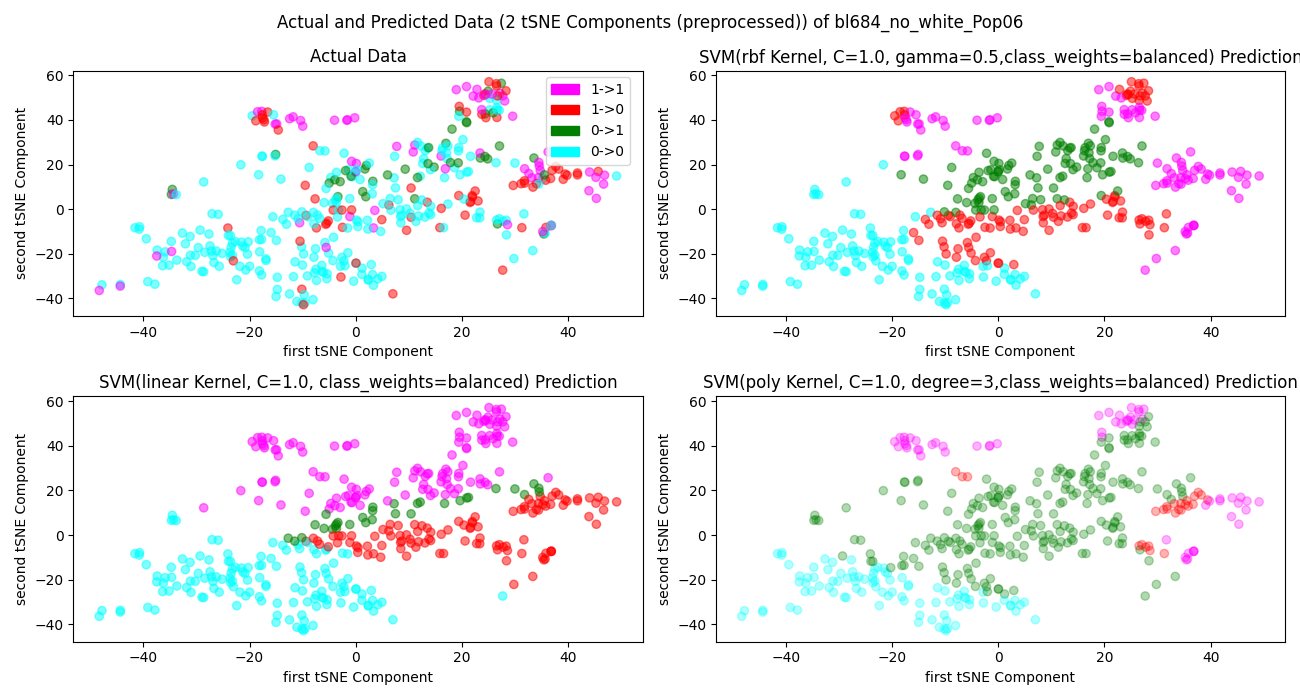 Actual and Predicted Data (2 tSNE Components (preprocessed)) of bl684_no_white_Pop06
Actual Data
1->1
1->0
0->1
0->0
60
40
20
0
−20
−40
second tSNE Component
−40 −20 0 20 40
first tSNE Component
SVM(rbf Kernel, C=1.0, gamma=0.5,class_weights=balanced) Prediction
60
40
20
0
−20
−40
second tSNE Component
−40 −20 0 20 40
first tSNE Component
SVM(linear Kernel, C=1.0, class_weights=balanced) Prediction
60
40
20
0
−20
−40
second tSNE Component
−40 −20 0 20 40
first tSNE Component
SVM(poly Kernel, C=1.0, degree=3,class_weights=balanced) Prediction
60
40
20
0
−20
−40
second tSNE Component
−40 −20 0 20 40
first tSNE Component